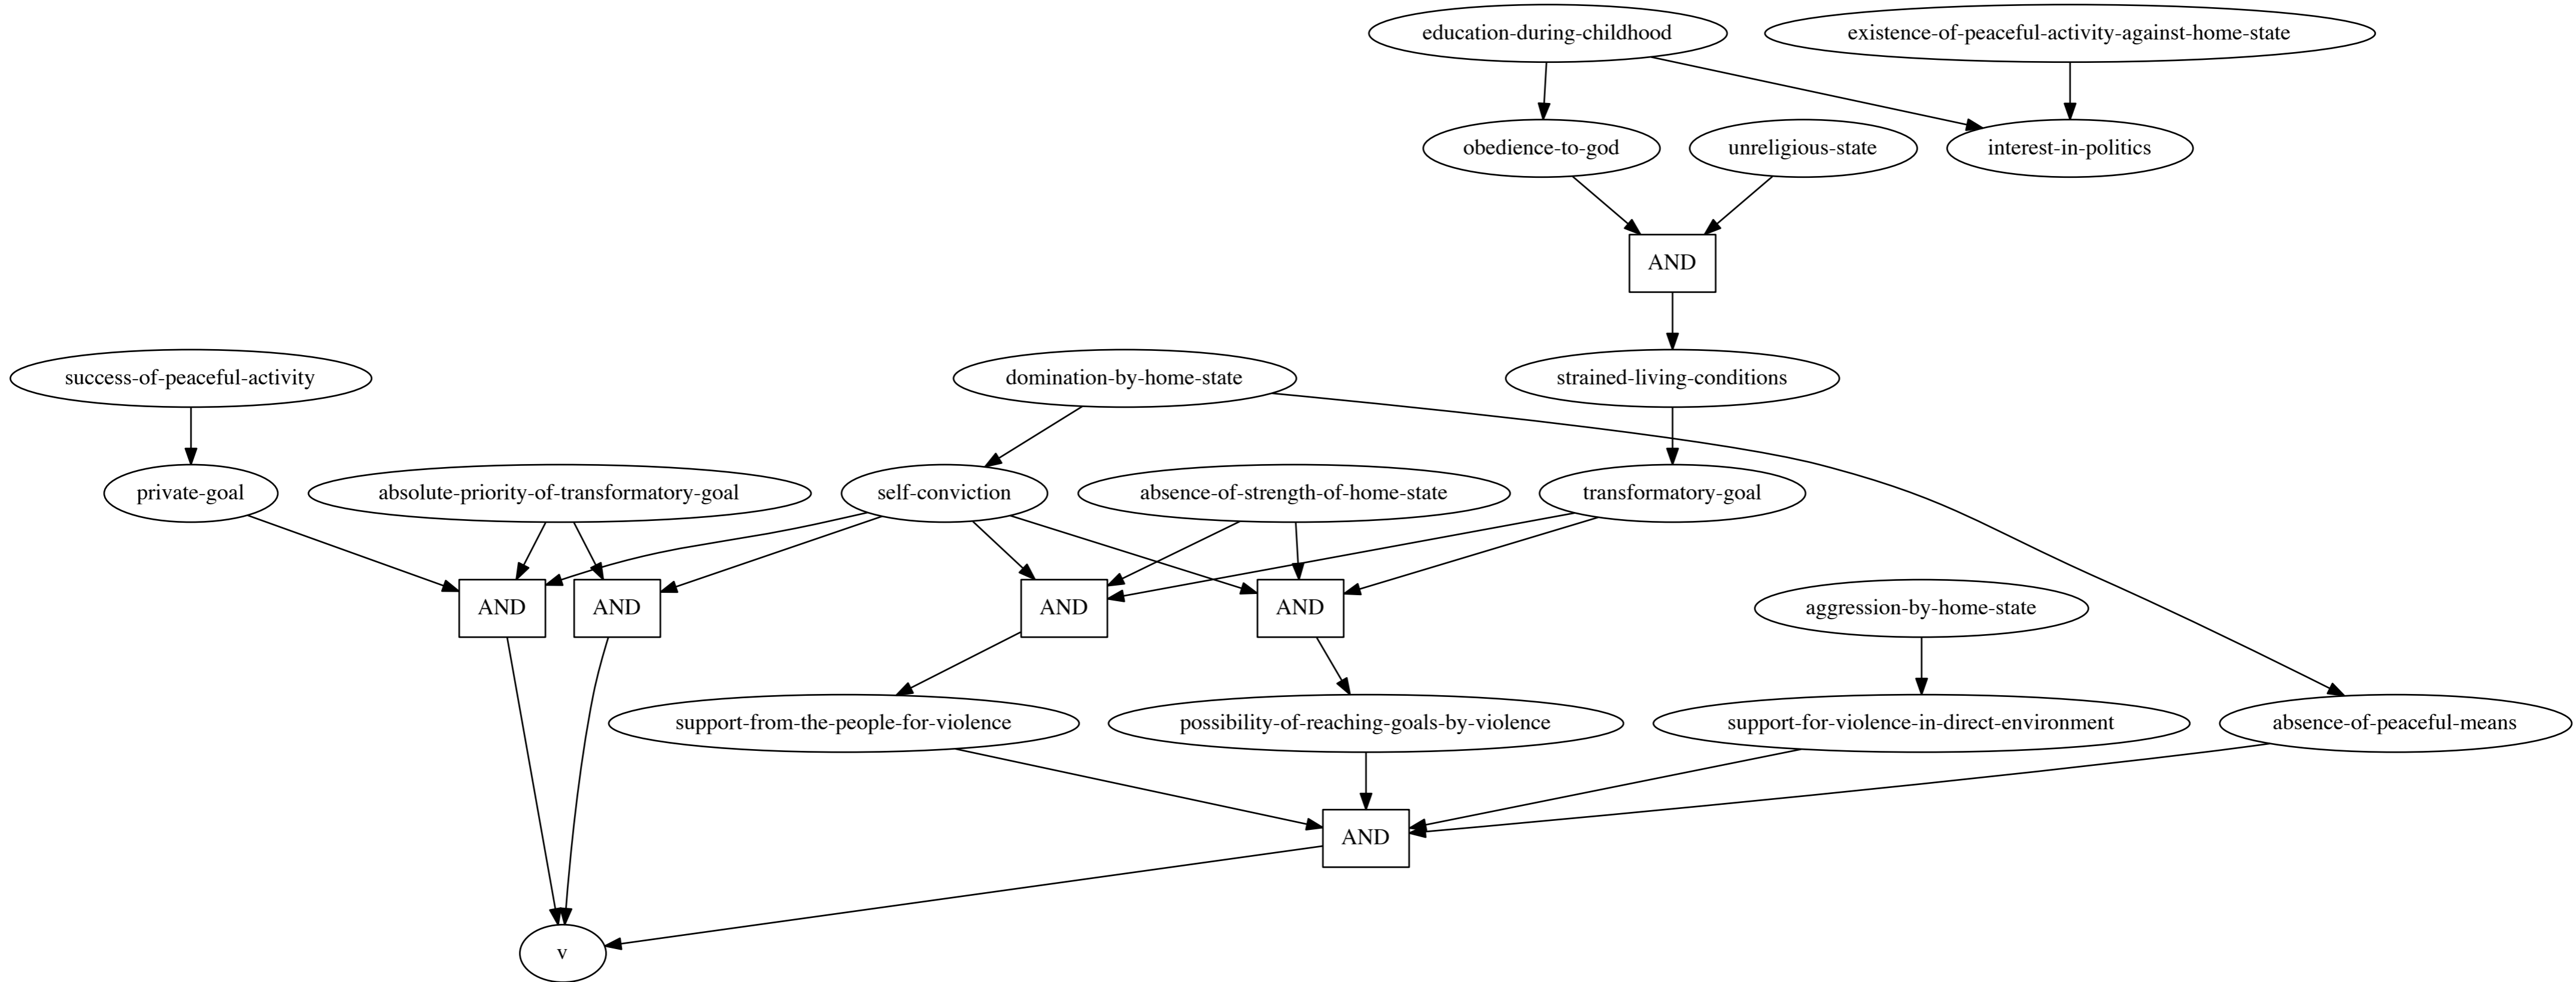 education-during-childhood
existence-of-peaceful-activity-against-home-state
obedience-to-god
unreligious-state
interest-in-politics
AND
success-of-peaceful-activity
domination-by-home-state
strained-living-conditions
private-goal
absolute-priority-of-transformatory-goal
self-conviction
absence-of-strength-of-home-state
transformatory-goal
AND
AND
AND
AND
aggression-by-home-state
support-from-the-people-for-violence
possibility-of-reaching-goals-by-violence
support-for-violence-in-direct-environment
absence-of-peaceful-means
AND
v